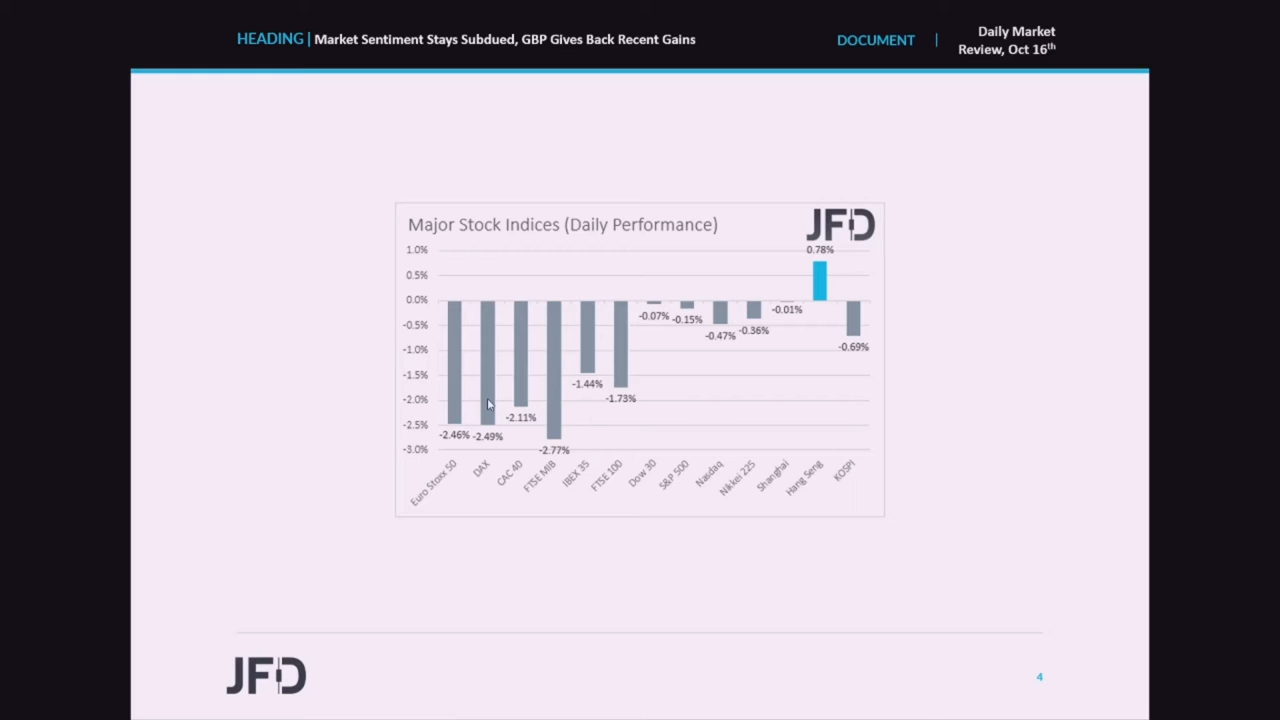 HEADING | Market Sentiment Stays Subdued, GBP Gives Back Recent Gains
DOCUMENT |
Daily Market
Review, Oct 16th
Major Stock Indices (Daily Performance)
JFD
1.0%
0.5%
0.0%
-0.5%
-1.0%
-1.5%
-2.0%
-2.5%
-3.0%
-2.46%
-2.49%
-2.11%
-2.77%
-1.44%
-1.73%
-0.07%
-0.15%
-0.47%
-0.36%
-0.01%
0.78%
-0.69%
Euro Stoxx 50
DAX
CAC 40
FTSE MIB
IBEX 35
FTSE 100
Dow 30
S&P 500
Nasdaq
Nikkei 225
Shanghai
Hang Seng
KOSPI
JFD
4